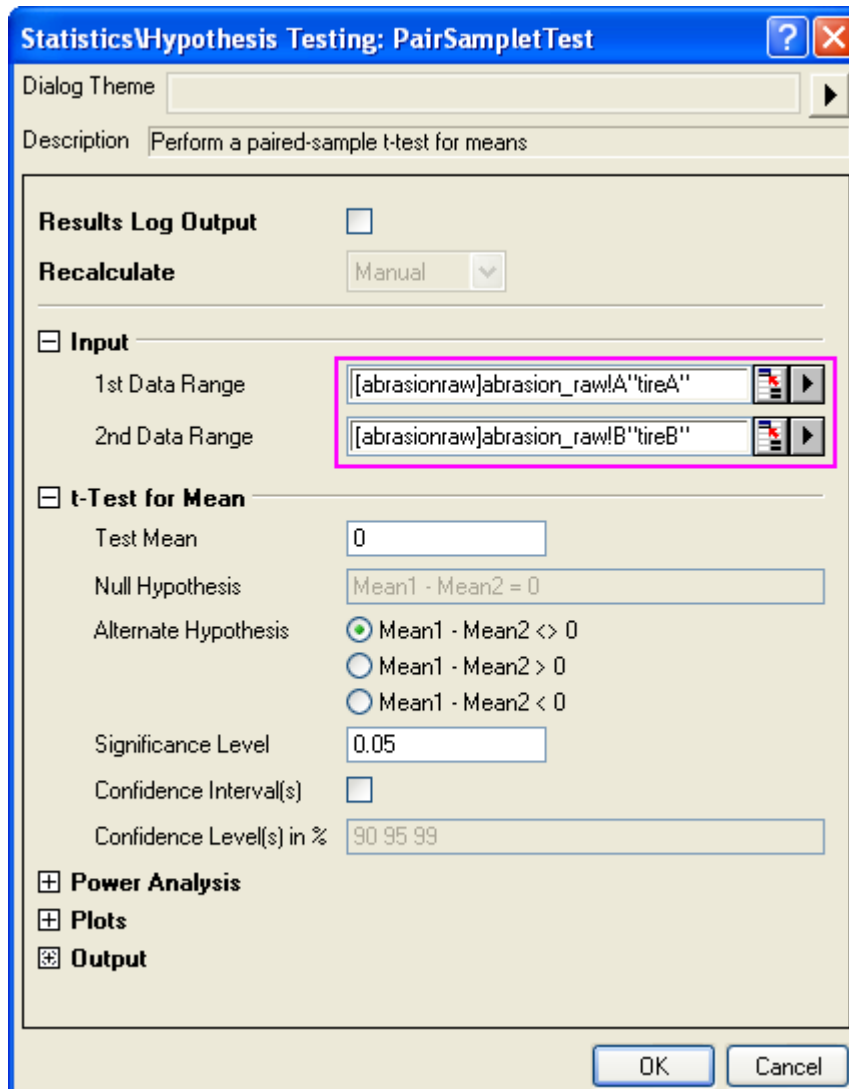 Statistics\Hypothesis Testing: PairSampletTest
Dialog Theme
Description Perform a paired-sample t-test for means
Results Log Output
Recalculate Manual
Input
1st Data Range [abrasionraw]abrasion_raw!A"tireA"
2nd Data Range [abrasionraw]abrasion_raw!B"tireB"
t-Test for Mean
Test Mean 0
Null Hypothesis Mean1 - Mean2 = 0
Alternate Hypothesis Mean1 - Mean2 <> 0
Mean1 - Mean2 > 0
Mean1 - Mean2 < 0
Significance Level 0.05
Confidence Interval(s)
Confidence Level(s) in % 90 95 99
Power Analysis
Plots
Output
OK Cancel